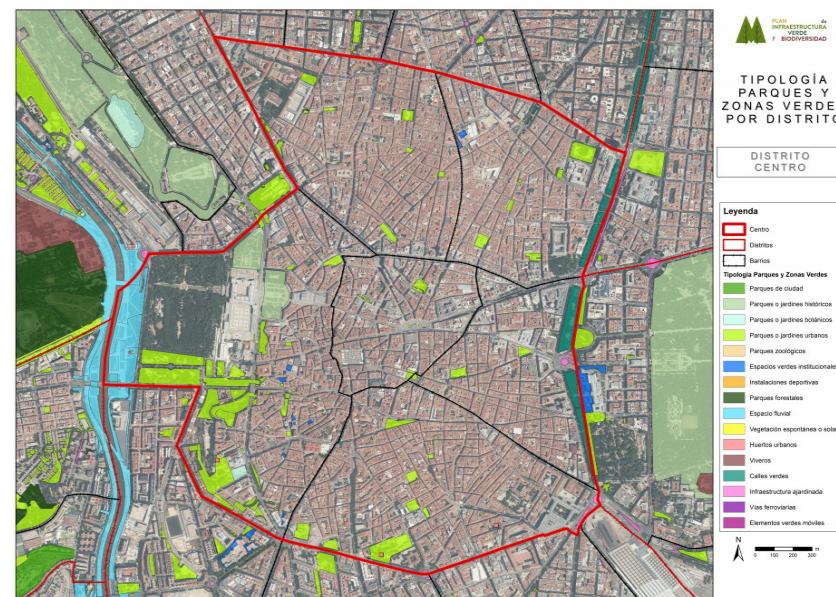 PLAN de
INFRAESTRUCTURA
VERDE
Y BIODIVERSIDAD
TIPOLOGÍA
PARQUES Y
ZONAS VERDE
POR DISTRITO
DISTRITO
CENTRO
Leyenda
Centro
Distritos
Barrios
Tipología Parques y Zonas Verdes
Parques de ciudad
Parques o jardines históricos
Parques o jardines botánicos
Parques o jardines urbanos
Parques zoológicos
Espacios verdes institucionale
Instalaciones deportivas
Parques forestales
Espacio fluvial
Vegetación espontánea o sola
Huertos urbanos
Viveros
Calles verdes
Infraestructura ajardinada
Vías ferroviarias
Elementos verdes móviles
N
0 100 200 300 m